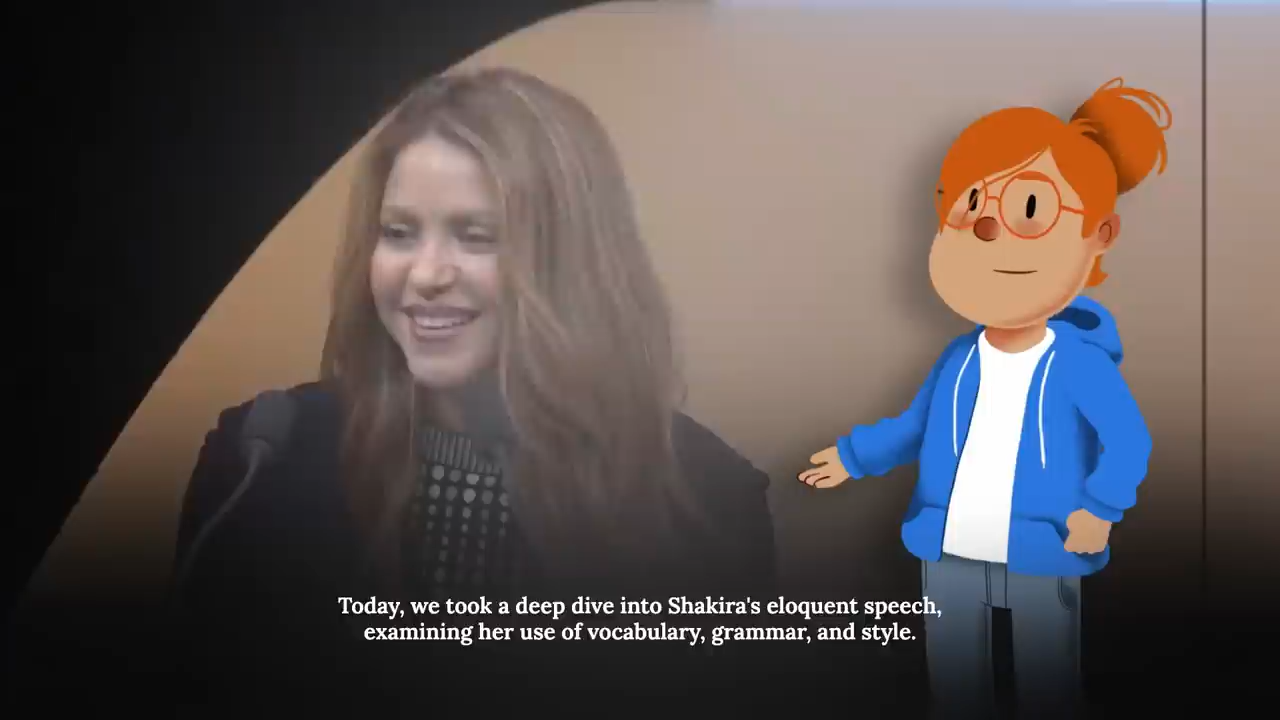 Today, we took a deep dive into Shakira's eloquent speech,
examining her use of vocabulary, grammar, and style.